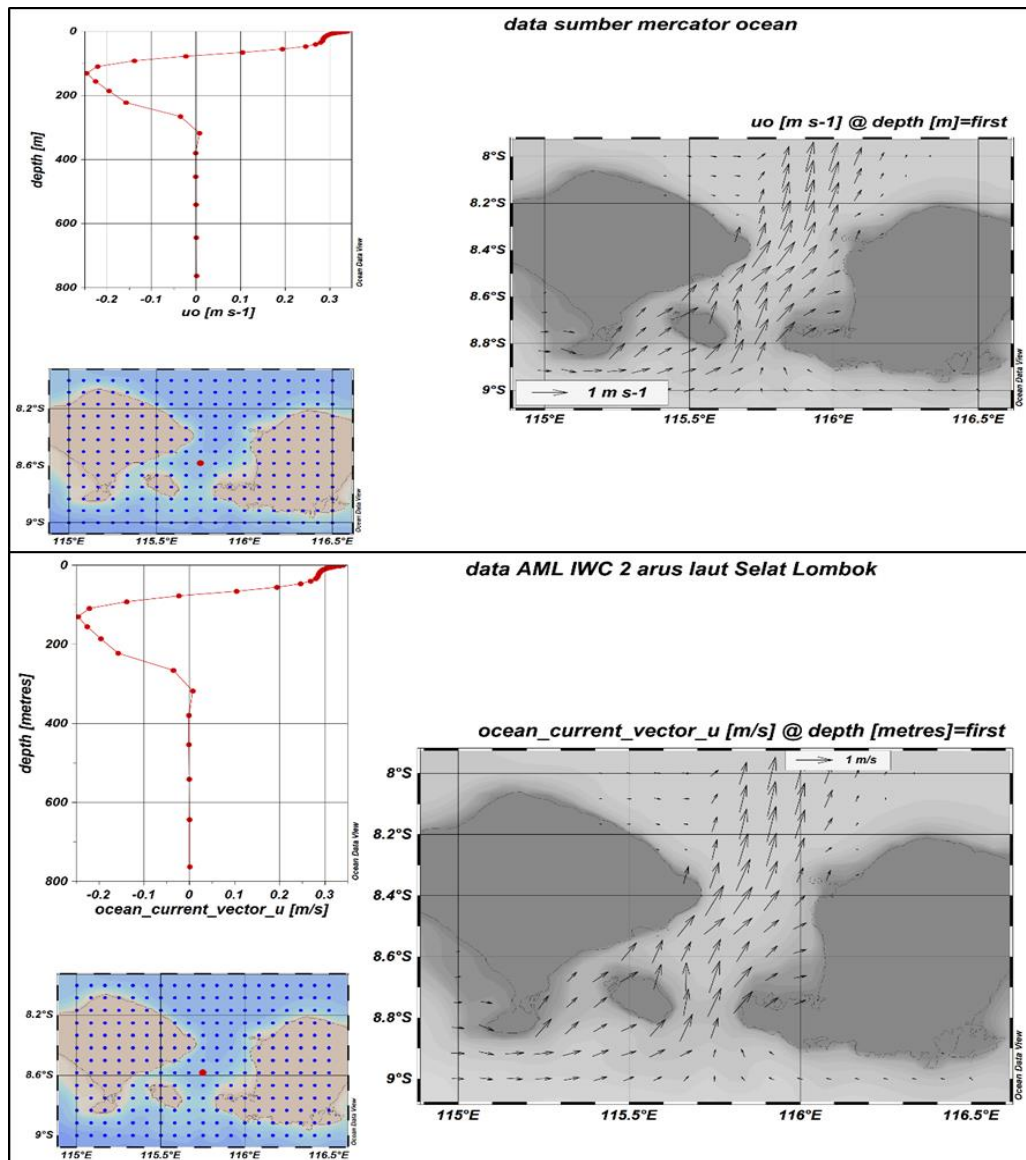 data sumber mercator ocean
0
200
400
600
800
depth [m]
-0.2 -0.1 0 0.1 0.2 0.3
uo [m s-1]
Ocean Data View
uo [m s-1] @ depth [m]=first
8°S
8.2°S
8.4°S
8.6°S
8.8°S
9°S
1 m s-1
115°E 115.5°E 116°E 116.5°E
Ocean Data View
8.2°S
8.6°S
9°S
115°E 115.5°E 116°E 116.5°E
Ocean Data View
data AML IWC 2 arus laut Selat Lombok
0
200
400
600
800
depth [metres]
-0.2 -0.1 0 0.1 0.2 0.3
ocean_current_vector_u [m/s]
Ocean Data View
ocean_current_vector_u [m/s] @ depth [metres]=first
1 m/s
8°S
8.2°S
8.4°S
8.6°S
8.8°S
9°S
115°E 115.5°E 116°E 116.5°E
Ocean Data View
8.2°S
8.6°S
9°S
115°E 115.5°E 116°E 116.5°E
Ocean Data View